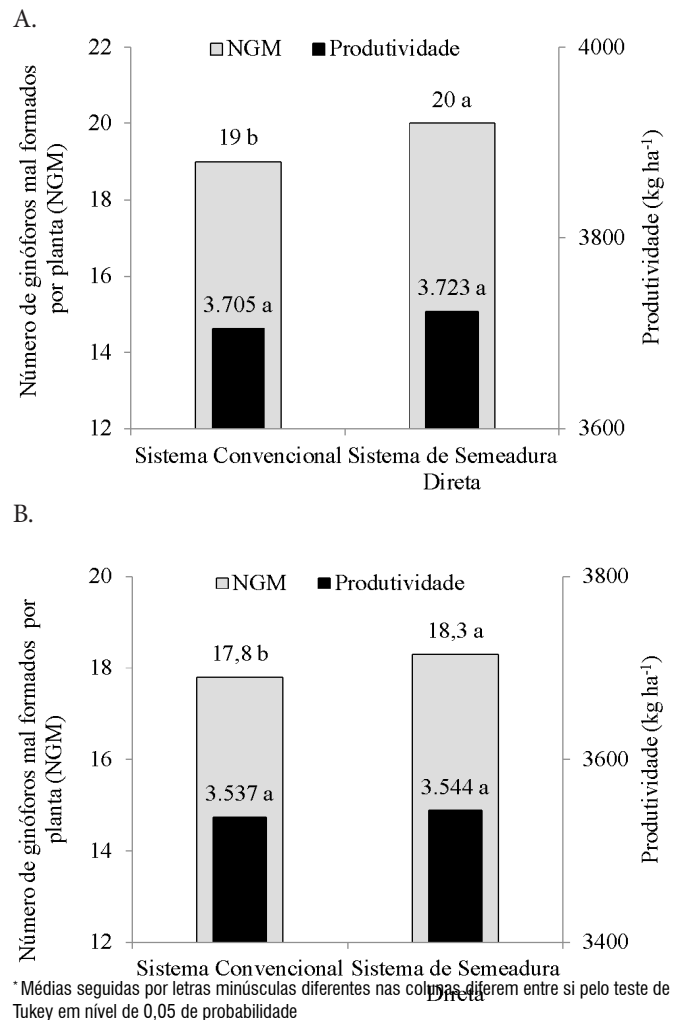 A.
Número de ginóforos mal formados
por planta (NGM)
22
20
18
16
14
12
NGM
Produtividade
19 b
20 a
3.705 a
3.723 a
4000
3800
3600
Produtividade (kg ha-1)
Sistema Convencional
Sistema de Semeadura
Direta
B.
Número de ginóforos mal formados por
planta (NGM)
20
18
16
14
12
NGM
Produtividade
17,8 b
18,3 a
3.537 a
3.544 a
3800
3600
3400
Produtividade (kg ha-1)
Sistema Convencional
Sistema de Semeadura
Direta
*Médias seguidas por letras minúsculas diferentes nas colunas diferem entre si pelo teste de
Tukey em nível de 0,05 de probabilidade